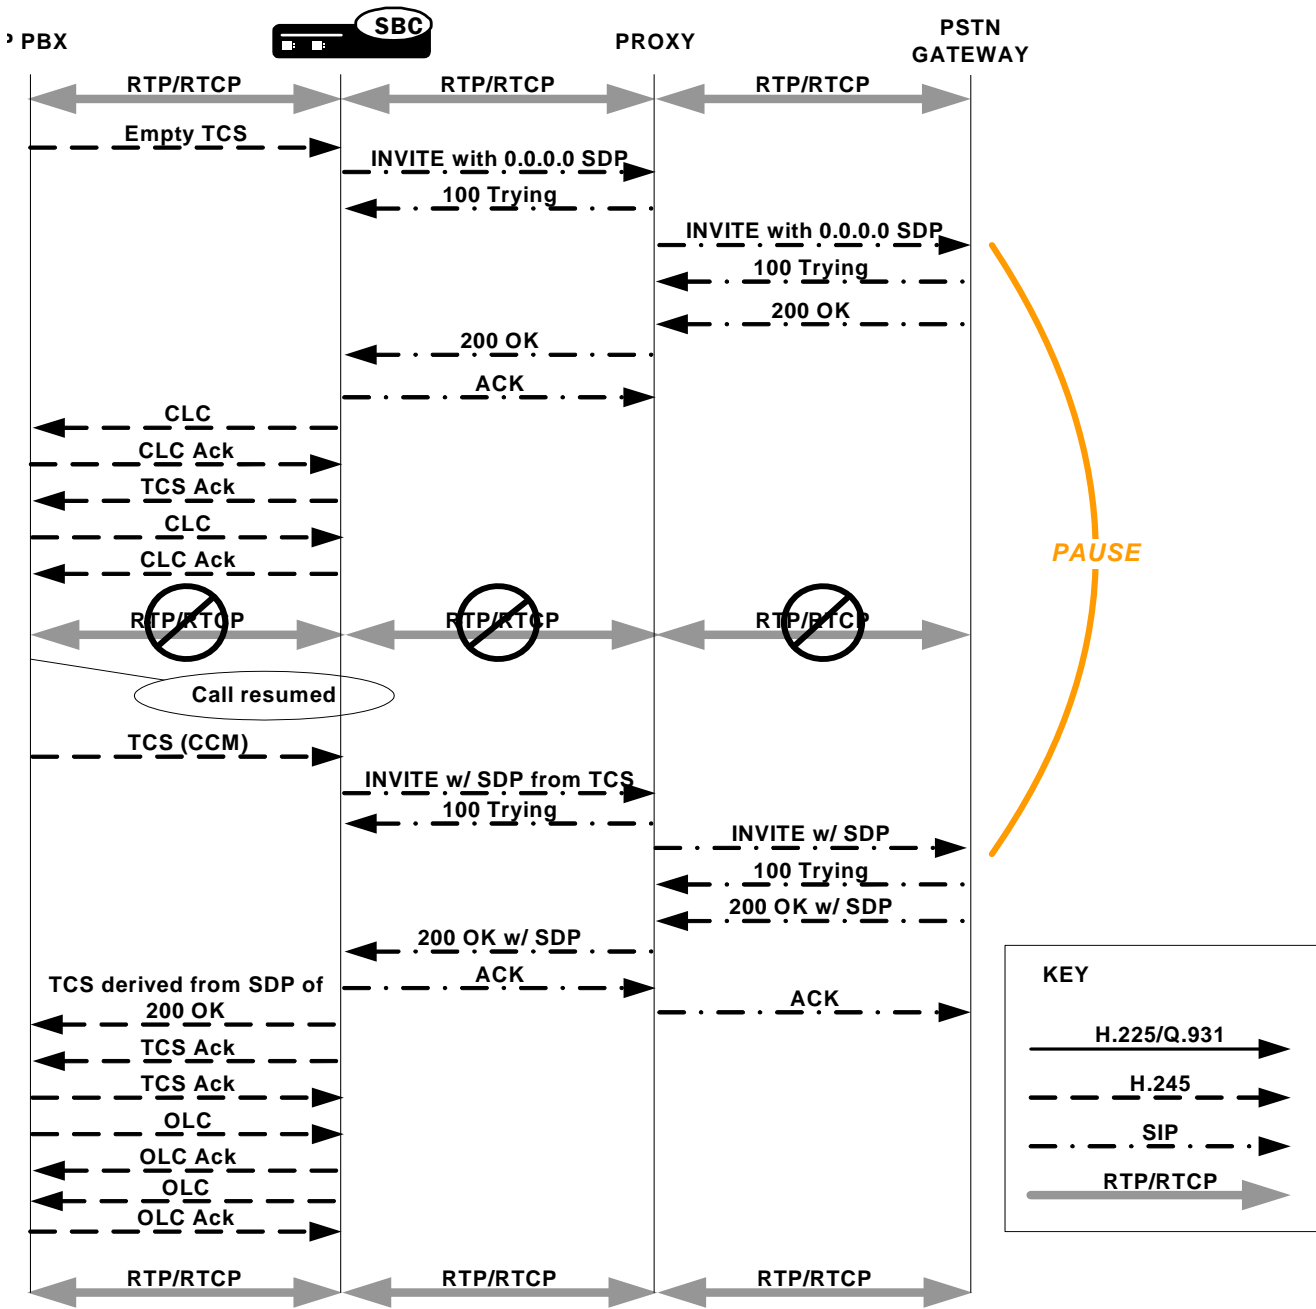 SBC
P PBX
PROXY
PSTN
GATEWAY
RTP/RTCP
RTP/RTCP
RTP/RTCP
Empty TCS
INVITE with 0.0.0.0 SDP
100 Trying
INVITE with 0.0.0.0 SDP
100 Trying
200 OK
200 OK
ACK
CLC
CLC Ack
TCS Ack
CLC
CLC Ack
PAUSE
RTP/RTCP
RTP/RTCP
RTP/RTCP
Call resumed
TCS (CCM)
INVITE w/ SDP from TCS
100 Trying
INVITE w/ SDP
100 Trying
200 OK w/ SDP
200 OK w/ SDP
ACK
TCS derived from SDP of
200 OK
ACK
TCS Ack
TCS Ack
OLC
OLC Ack
OLC
OLC Ack
RTP/RTCP
RTP/RTCP
RTP/RTCP
KEY
H.225/Q.931
H.245
SIP
RTP/RTCP